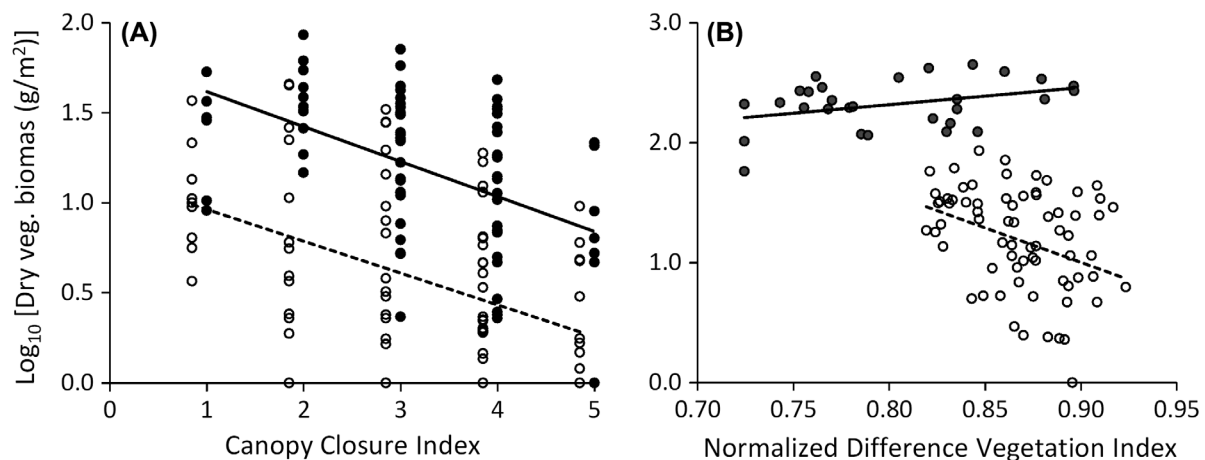 (A)
2.0
1.5
1.0
0.5
0.0
0 1 2 3 4 5
Canopy Closure Index
Log10 [Dry veg. biomas (g/m²)]
(B)
3.0
2.0
1.0
0.0
0.70 0.75 0.80 0.85 0.90 0.95
Normalized Difference Vegetation Index